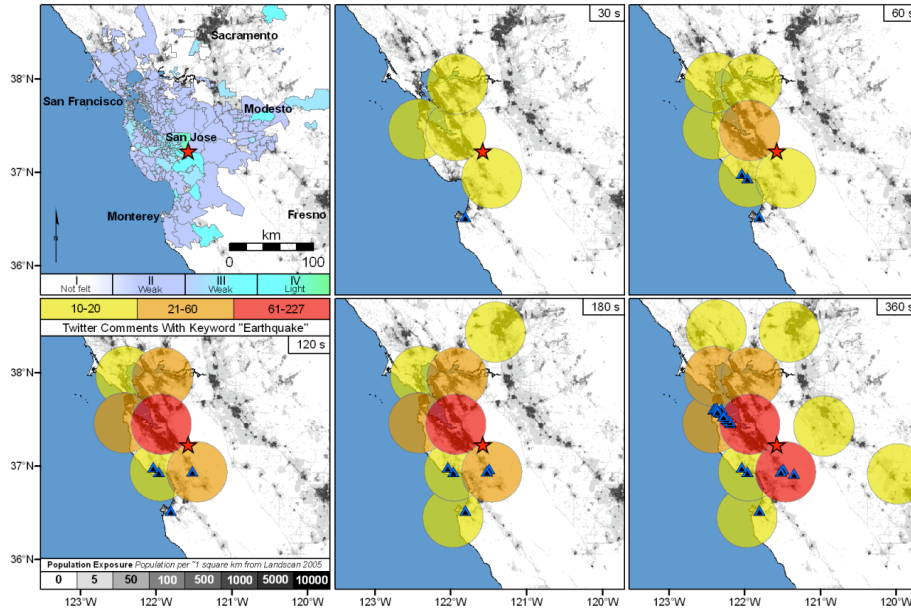 30 s
60 s
Sacramento
38°N
San Francisco
Modesto
San Jose
37°N
Monterey
Fresno
km
0 100
36°N
I II III IV
Not felt Weak Weak Light
10-20 21-60 61-227
Twitter Comments With Keyword "Earthquake"
120 s
180 s
360 s
38°N
37°N
36°N
Population Exposure Population per ~1 square km from Landscan 2005
0 5 50 100 500 1000 5000 10000
123°W 122°W 121°W 120°W
123°W 122°W 121°W 120°W
123°W 122°W 121°W 120°W